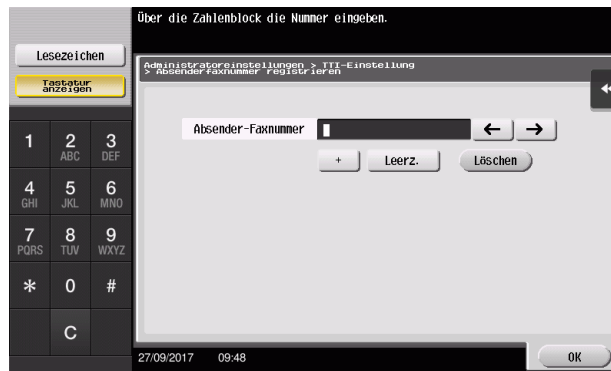 Über die Zahlenblock die Nummer eingeben.
Lesezeichen
Tastatur
anzeigen
Administratoreinstellungen > TTI-Einstellung
> Absenderfaxnummer registrieren
Absender-Faxnummer
← →
+ Leerz. Löschen
1 2 ABC 3 DEF
4 GHI 5 JKL 6 MNO
7 PQRS 8 TUV 9 WXYZ
* 0 #
C
27/09/2017 09:48
OK